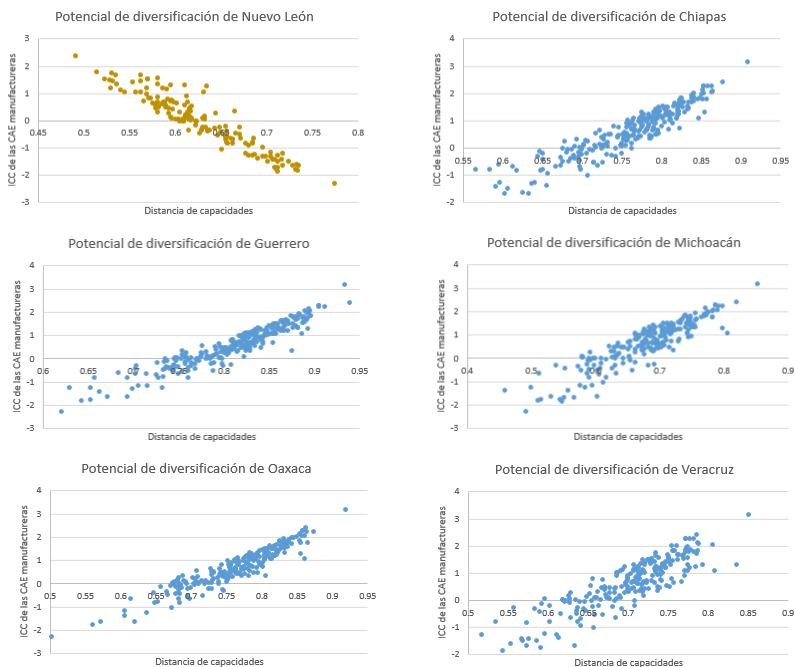 Potencial de diversificación de Nuevo León
3
2
1
0
-1
-2
-3
0.45 0.5 0.55 0.6 0.65 0.7 0.75 0.8
ICC de las CAE manufactureras
Distancia de capacidades
Potencial de diversificación de Chiapas
4
3
2
1
0
-1
-2
0.55 0.6 0.65 0.7 0.75 0.8 0.85 0.9 0.95
ICC de las CAE manufactureras
Distancia de capacidades
Potencial de diversificación de Guerrero
4
3
2
1
0
-1
-2
-3
0.6 0.65 0.7 0.75 0.8 0.85 0.9 0.95
ICC de las CAE manufactureras
Distancia de capacidades
Potencial de diversificación de Michoacán
4
3
2
1
0
-1
-2
-3
0.4 0.5 0.6 0.7 0.8 0.9
ICC de las CAE manufactureras
Distancia de capacidades
Potencial de diversificación de Oaxaca
4
3
2
1
0
-1
-2
-3
0.5 0.55 0.6 0.65 0.7 0.75 0.8 0.85 0.9 0.95
ICC de las CAE manufactureras
Distancia de capacidades
Potencial de diversificación de Veracruz
4
3
2
1
0
-1
-2
0.5 0.55 0.6 0.65 0.7 0.75 0.8 0.85 0.9
ICC de las CAE manufactureras
Distancia de capacidades